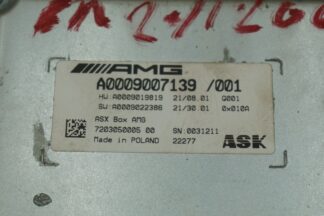 AMG
A0009007139 /001
HW:A0009019819 21/08.01 Q001
SW:A0009022386 21/30.01 0x010A
ASX Box AMG
7203050005 00 SN:0031211
Made in POLAND 22277 ASK